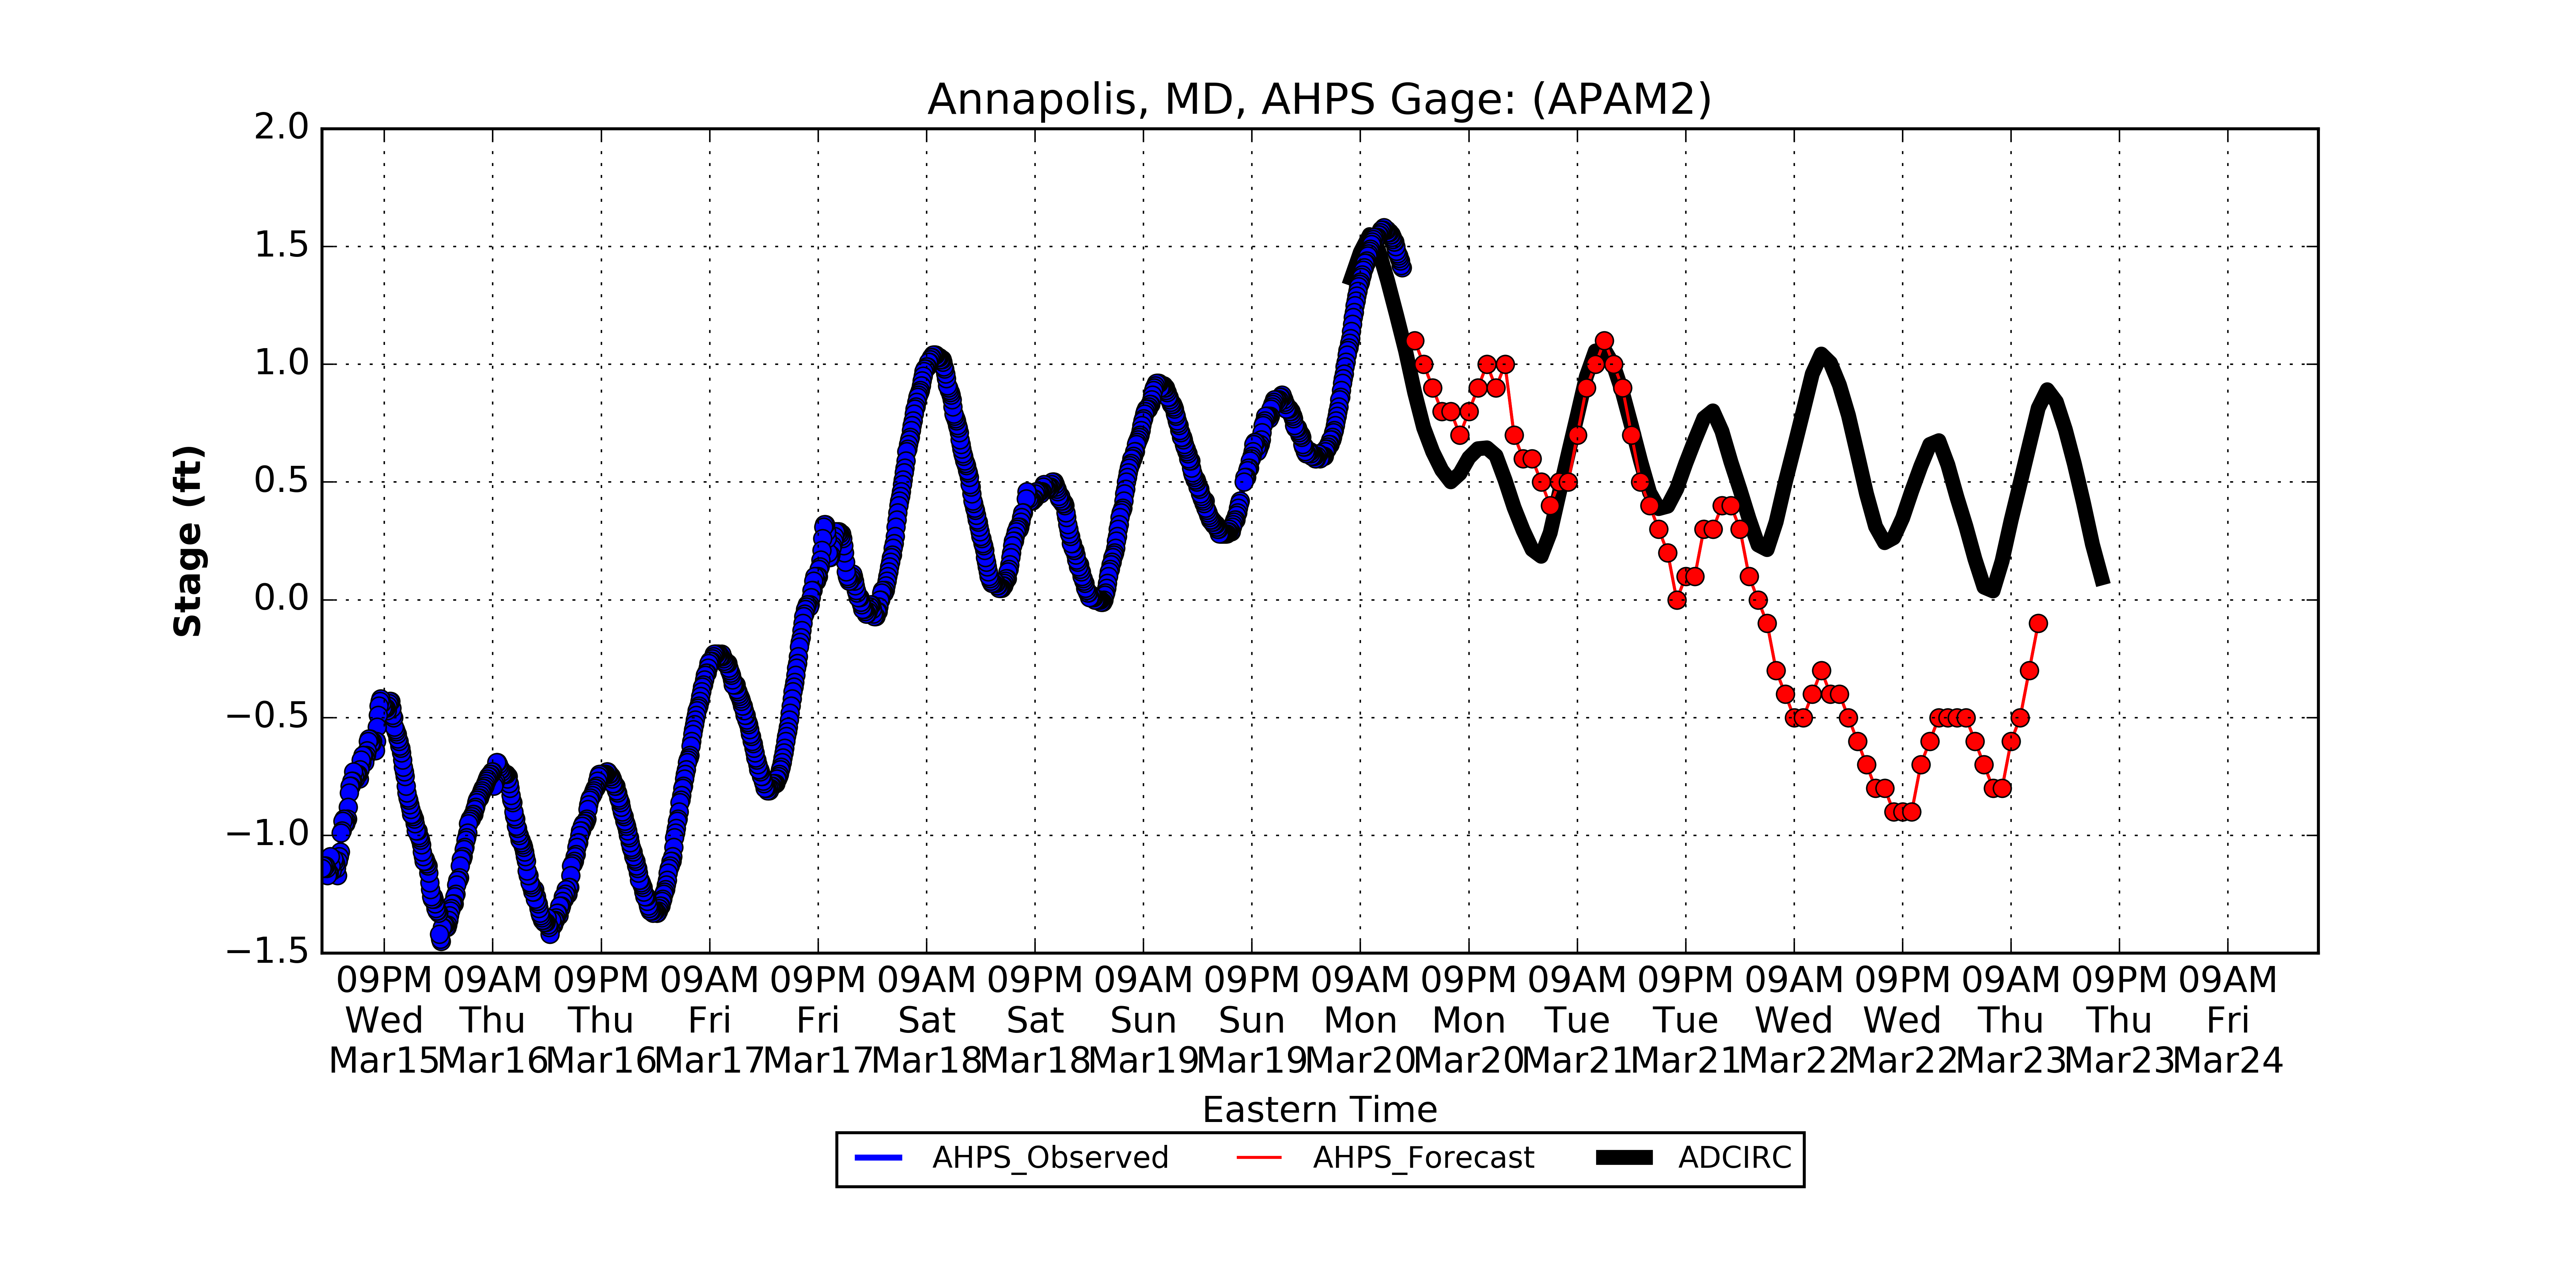 Annapolis, MD, AHPS Gage: (APAM2)
2.0
1.5
1.0
0.5
0.0
−0.5
−1.0
−1.5
Stage (ft)
09PM 09AM 09PM 09AM 09PM 09AM 09PM 09AM 09PM 09AM 09PM 09AM 09PM 09AM 09PM 09AM 09PM 09AM
Wed Thu Thu Fri Fri Sat Sat Sun Sun Mon Mon Tue Tue Wed Wed Thu Thu Fri
Mar15 Mar16 Mar16 Mar17 Mar17 Mar18 Mar18 Mar19 Mar19 Mar20 Mar20 Mar21 Mar21 Mar22 Mar22 Mar23 Mar23 Mar24
Eastern Time
AHPS_Observed AHPS_Forecast ADCIRC